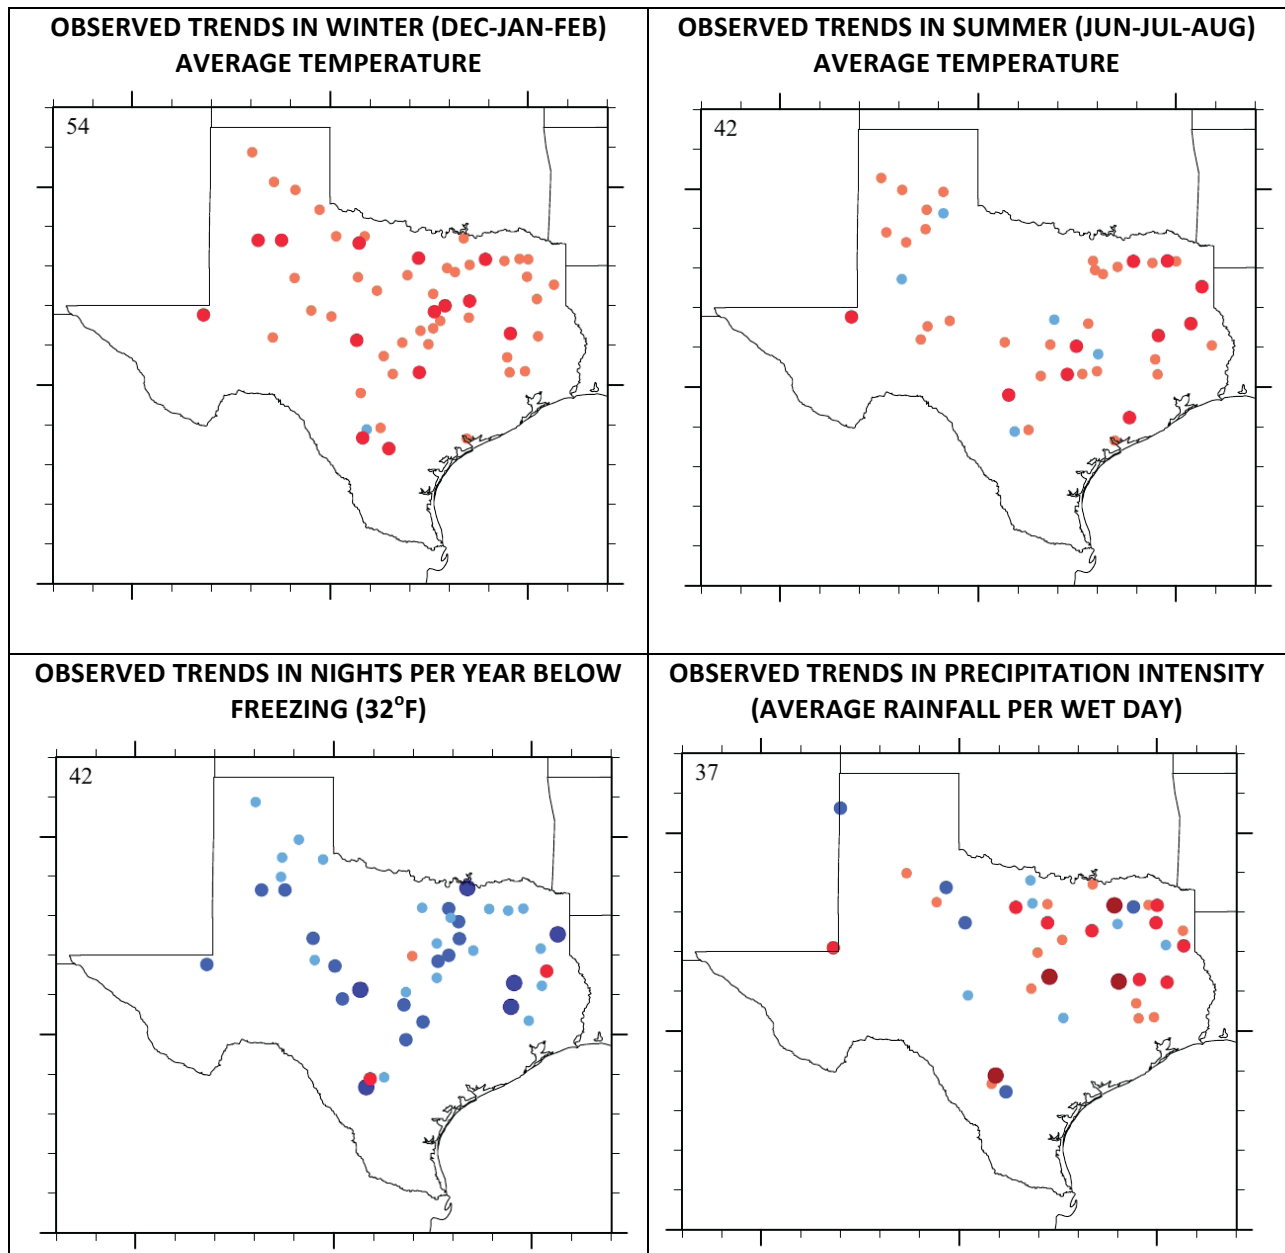 OBSERVED TRENDS IN WINTER (DEC-JAN-FEB)
AVERAGE TEMPERATURE
54
OBSERVED TRENDS IN SUMMER (JUN-JUL-AUG)
AVERAGE TEMPERATURE
42
OBSERVED TRENDS IN NIGHTS PER YEAR BELOW
FREEZING (32°F)
42
OBSERVED TRENDS IN PRECIPITATION INTENSITY
(AVERAGE RAINFALL PER WET DAY)
37